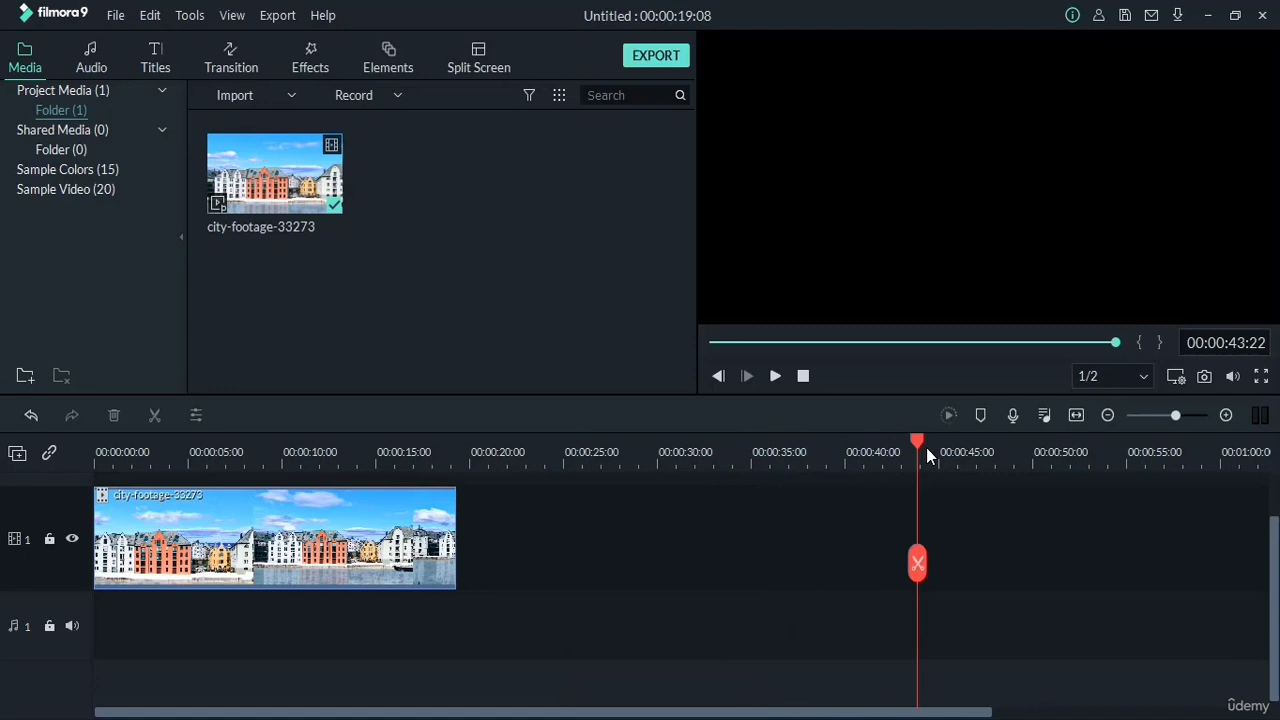 filmora9 File Edit Tools View Export Help Untitled : 00:00:19:08
Media Audio Titles Transition Effects Elements Split Screen EXPORT
Project Media (1)
Folder (1)
Shared Media (0)
Folder (0)
Sample Colors (15)
Sample Video (20)
Import Record Search
city-footage-33273
{ } 00:00:43:22
1/2
00:00:00:00 00:00:05:00 00:00:10:00 00:00:15:00 00:00:20:00 00:00:25:00 00:00:30:00 00:00:35:00 00:00:40:00 00:00:45:00 00:00:50:00 00:00:55:00 00:01:00:0
city-footage-33273
1
1
ûdemy